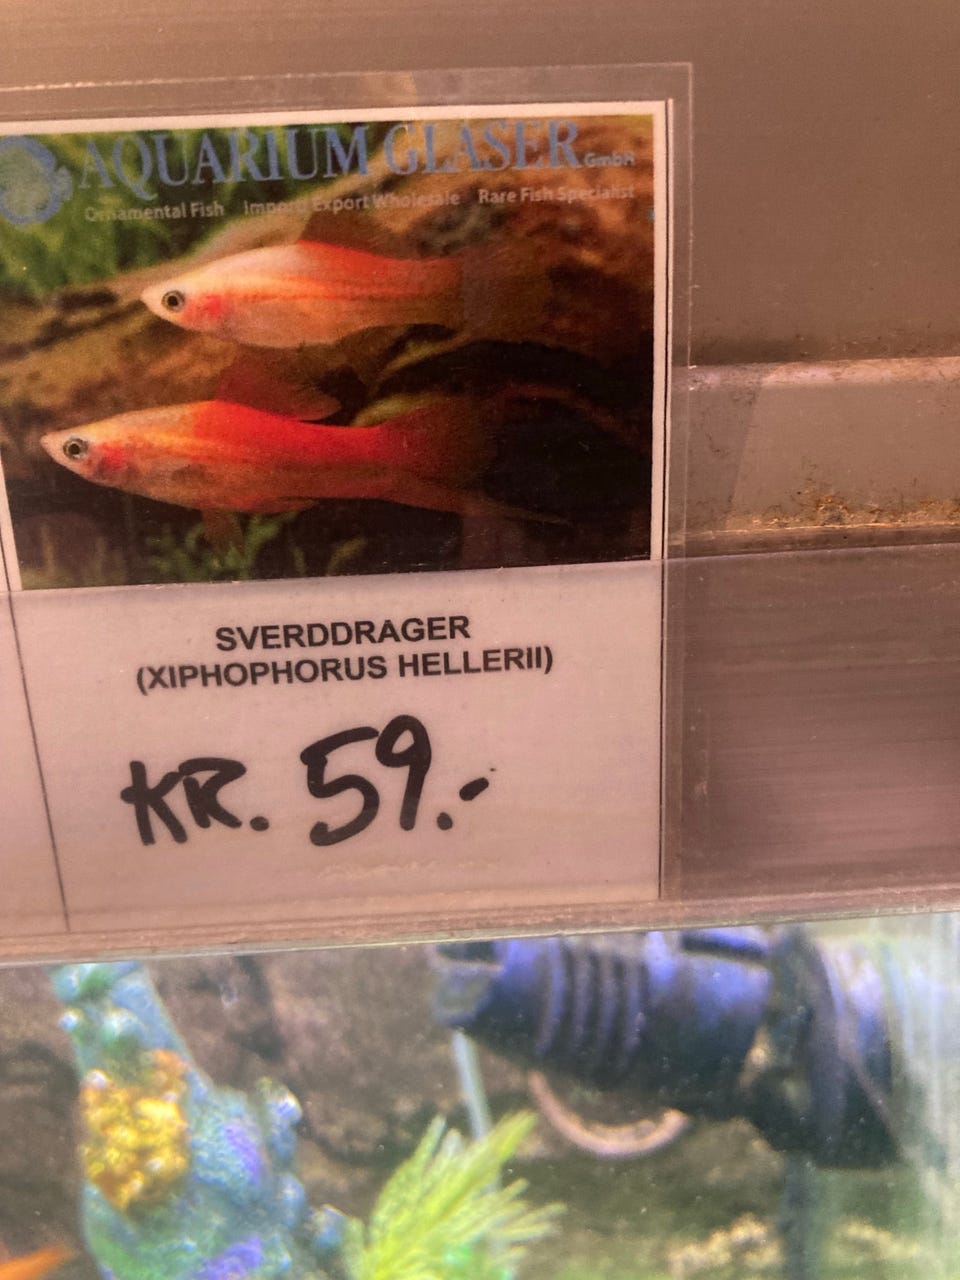 AQUARIUM GLASER GmbH
Ornamental Fish Import Export Wholesale Rare Fish Specialist
SVERDDRAGER
(XIPHOPHORUS HELLERII)
KR. 59.-